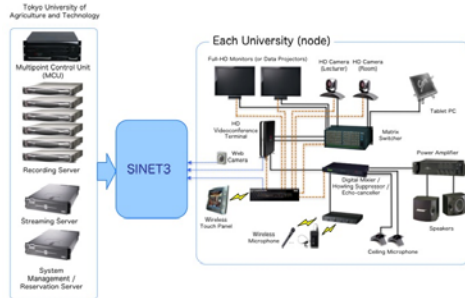 Tokyo University of
Agriculture and Technology
Multipoint Control Unit
(MCU)
Recording Server
Streaming Server
System
Management /
Reservation Server
SINET3
Each University (node)
Full-HD Monitors (or Data Projectors)
HD Camera
(Lecturer)
HD Camera
(Room)
Tablet PC
HD
Videoconference
Terminal
Matrix
Switcher
Web
Camera
Power Amplifier
Digital Mixer /
Howling Suppressor /
Echo-canceller
Wireless
Touch Panel
Wireless
Microphone
Speakers
Ceiling Microphone